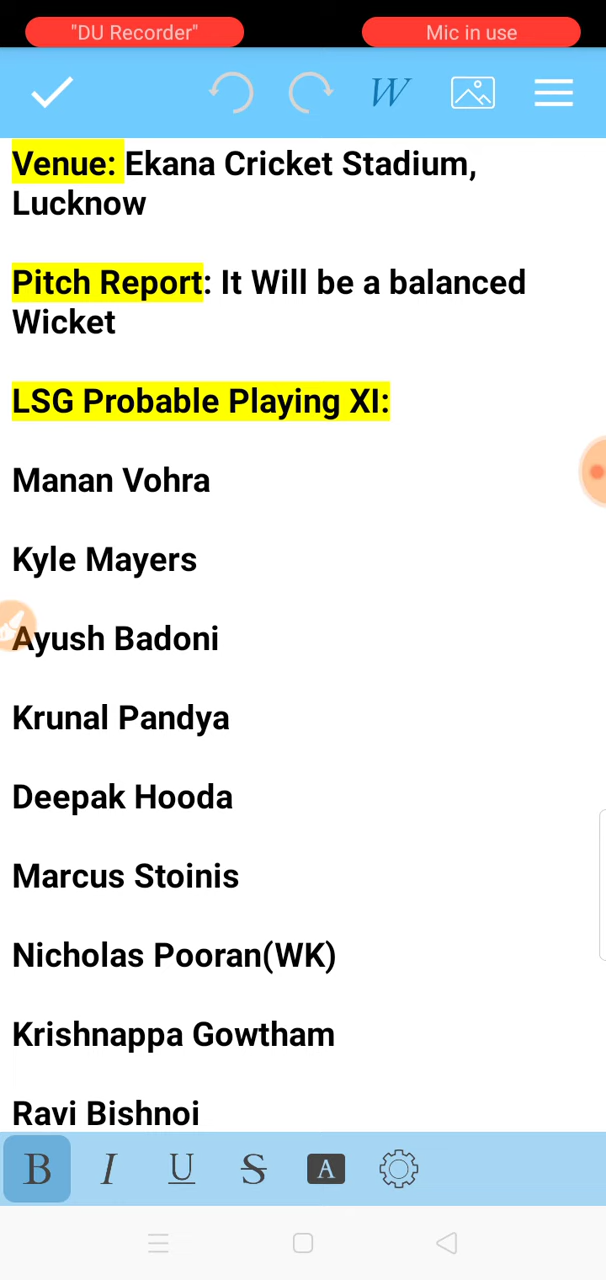 "DU Recorder" Mic in use
W
Venue: Ekana Cricket Stadium,
Lucknow
Pitch Report: It Will be a balanced
Wicket
LSG Probable Playing XI:
Manan Vohra
Kyle Mayers
Ayush Badoni
Krunal Pandya
Deepak Hooda
Marcus Stoinis
Nicholas Pooran(WK)
Krishnappa Gowtham
Ravi Bishnoi
B I U S A